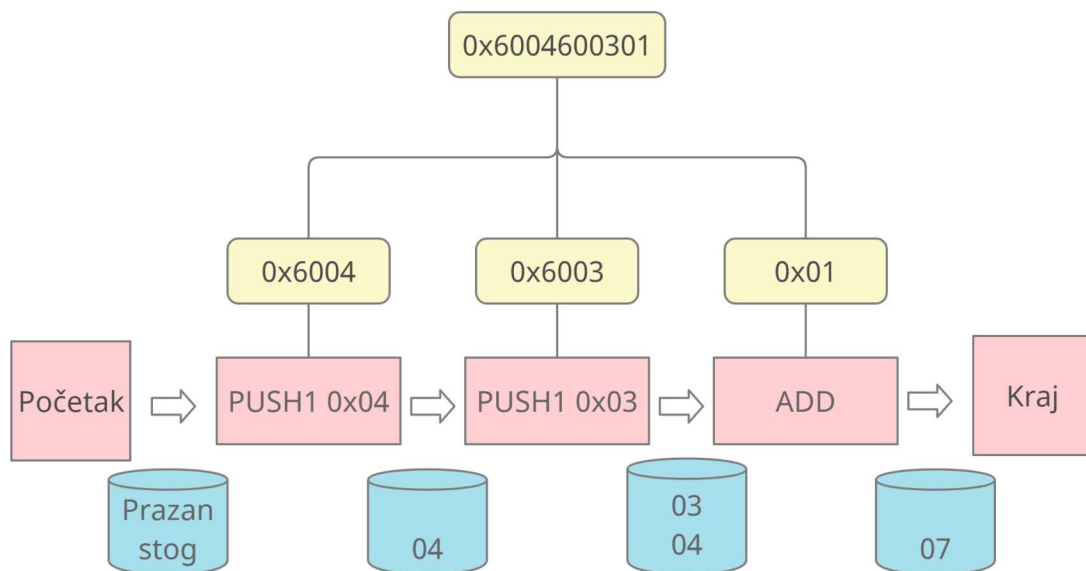 0x6004600301
0x6004
0x6003
0x01
Početak
PUSH1 0x04
PUSH1 0x03
ADD
Kraj
Prazan
stog
04
03
04
07